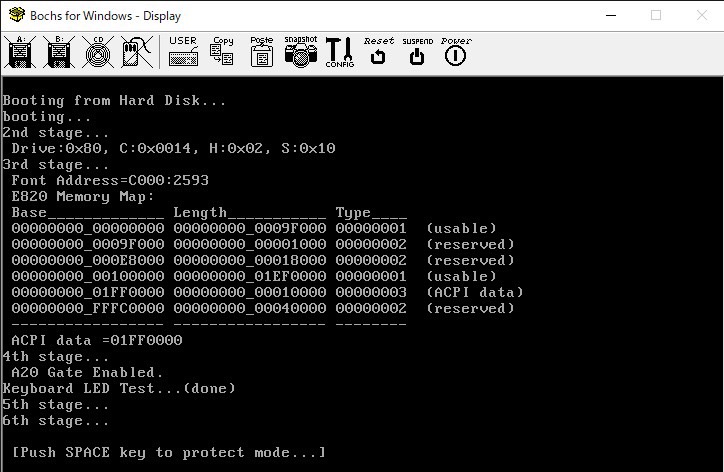 Bochs for Windows - Display
A: B: CD USER Copy Paste snapshot CONFIG Reset SUSPEND Power
Booting from Hard Disk...
booting...
2nd stage...
Drive:0x80, C:0x0014, H:0x02, S:0x10
3rd stage...
Font Address=C000:2593
E820 Memory Map:
Base_____________ Length___________ Type____
00000000_00000000 00000000_0009F000 00000001 (usable)
00000000_0009F000 00000000_00001000 00000002 (reserved)
00000000_000E8000 00000000_00018000 00000002 (reserved)
00000000_00100000 00000000_01EF0000 00000001 (usable)
00000000_01FF0000 00000000_00010000 00000003 (ACPI data)
00000000_FFFC0000 00000000_00040000 00000002 (reserved)
----------------- ----------------- --------
ACPI data =01FF0000
4th stage...
A20 Gate Enabled.
Keyboard LED Test...(done)
5th stage...
6th stage...
[Push SPACE key to protect mode...]